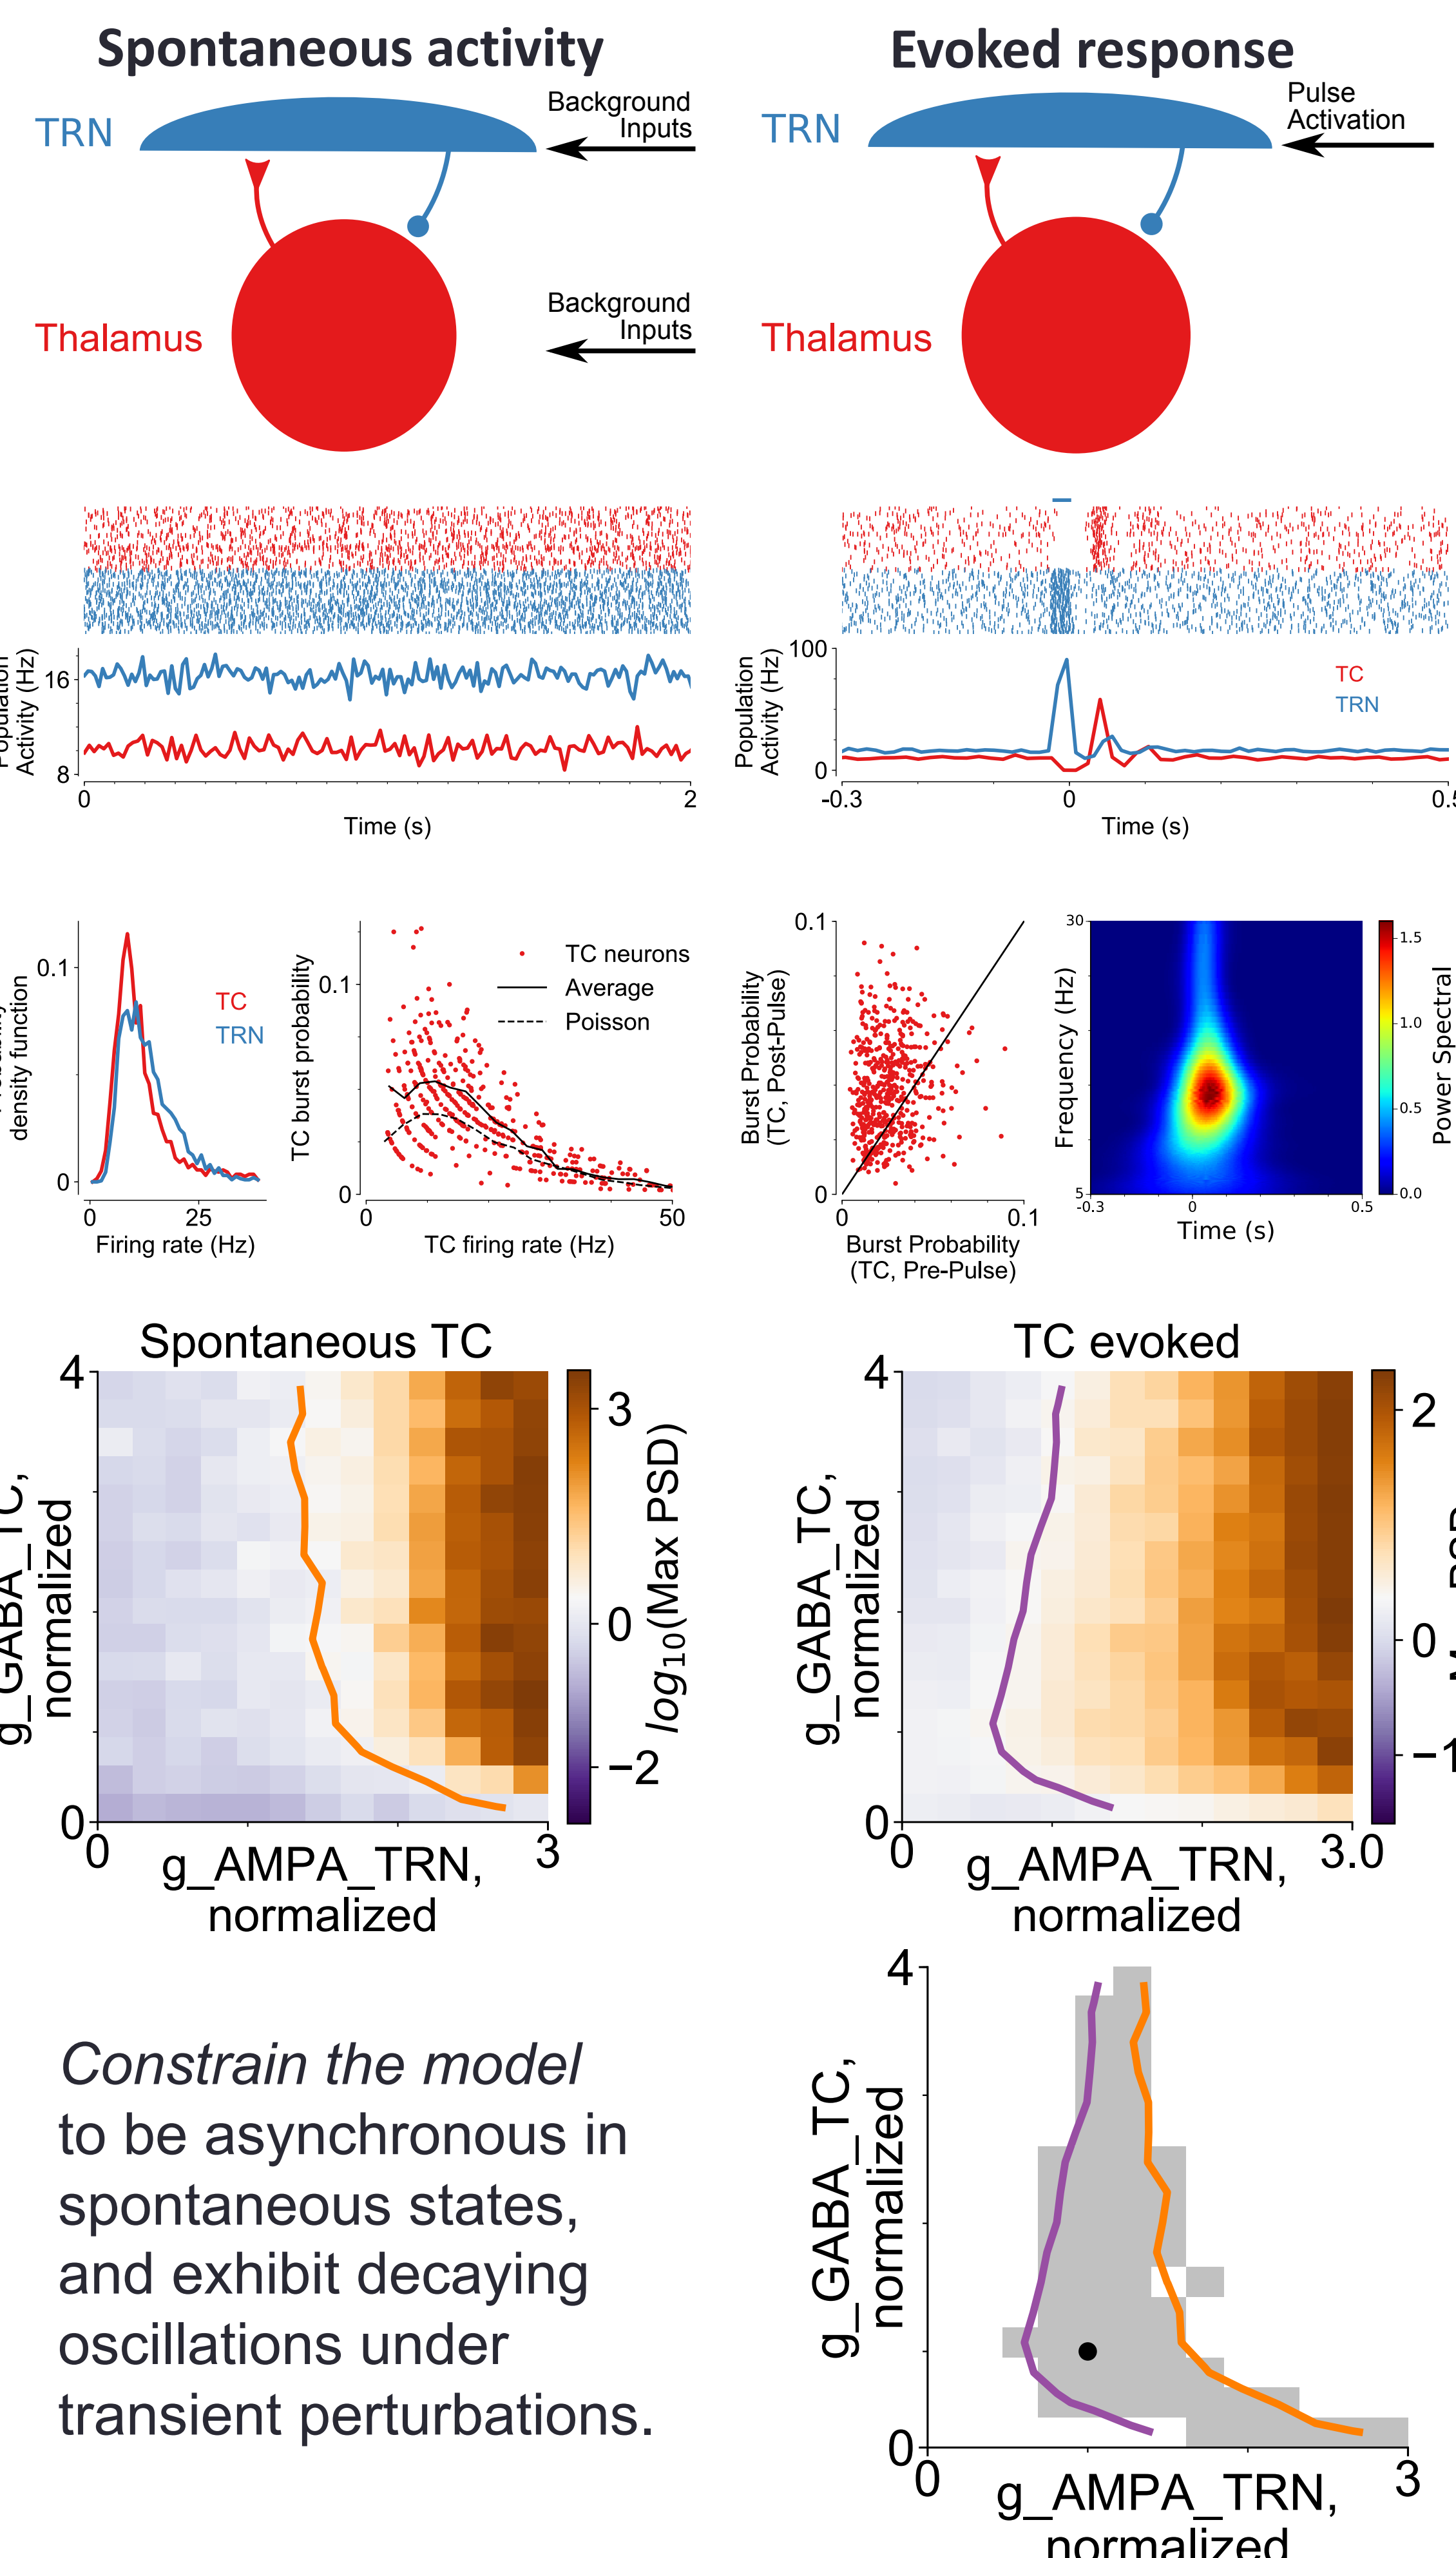 Spontaneous activity
Evoked response
TRN
Background
Inputs
Thalamus
Background
Inputs
TRN
Pulse
Activation
Thalamus
Activity (Hz)
16
8
0
2
Time (s)
Population
Activity (Hz)
100
0
TC
TRN
-0.3
0
Time (s)
density function
0.1
0
TC
TRN
0
25
Firing rate (Hz)
TC burst probability
0.1
0
TC neurons
Average
Poisson
0
50
TC firing rate (Hz)
Burst Probability
(TC, Post-Pulse)
0.1
0
0
0.1
Burst Probability
(TC, Pre-Pulse)
Frequency (Hz)
30
5
-0.3
0
0.5
Time (s)
1.5
1.0
0.5
0.0
Power Spectral
Spontaneous TC
g_GABA_TC,
normalized
4
0
0
3
g_AMPA_TRN,
normalized
3
0
−2
log10(Max PSD)
TC evoked
g_GABA_TC,
normalized
4
0
0
3.0
g_AMPA_TRN,
normalized
2
0
−1
Constrain the model
to be asynchronous in
spontaneous states,
and exhibit decaying
oscillations under
transient perturbations.
g_GABA_TC,
normalized
4
0
0
3
g_AMPA_TRN,
normalized